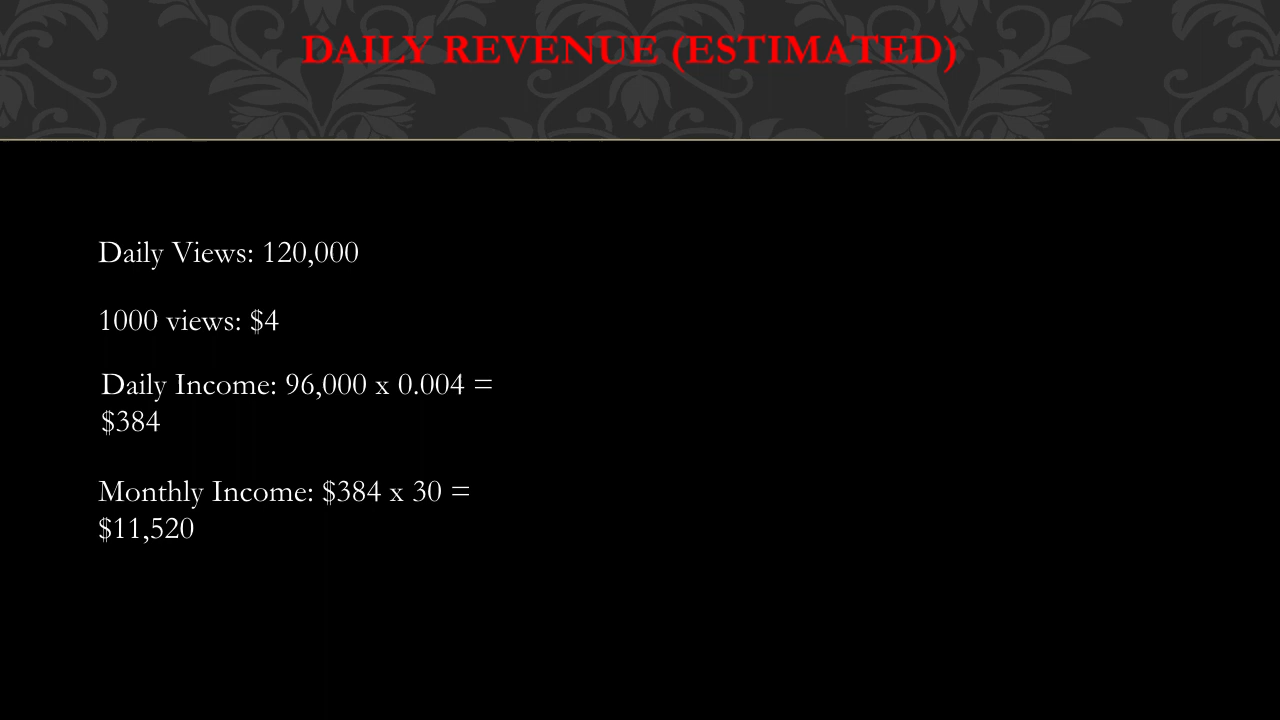 DAILY REVENUE (ESTIMATED)
Daily Views: 120,000
1000 views: $4
Daily Income: 96,000 x 0.004 =
$384
Monthly Income: $384 x 30 =
$11,520